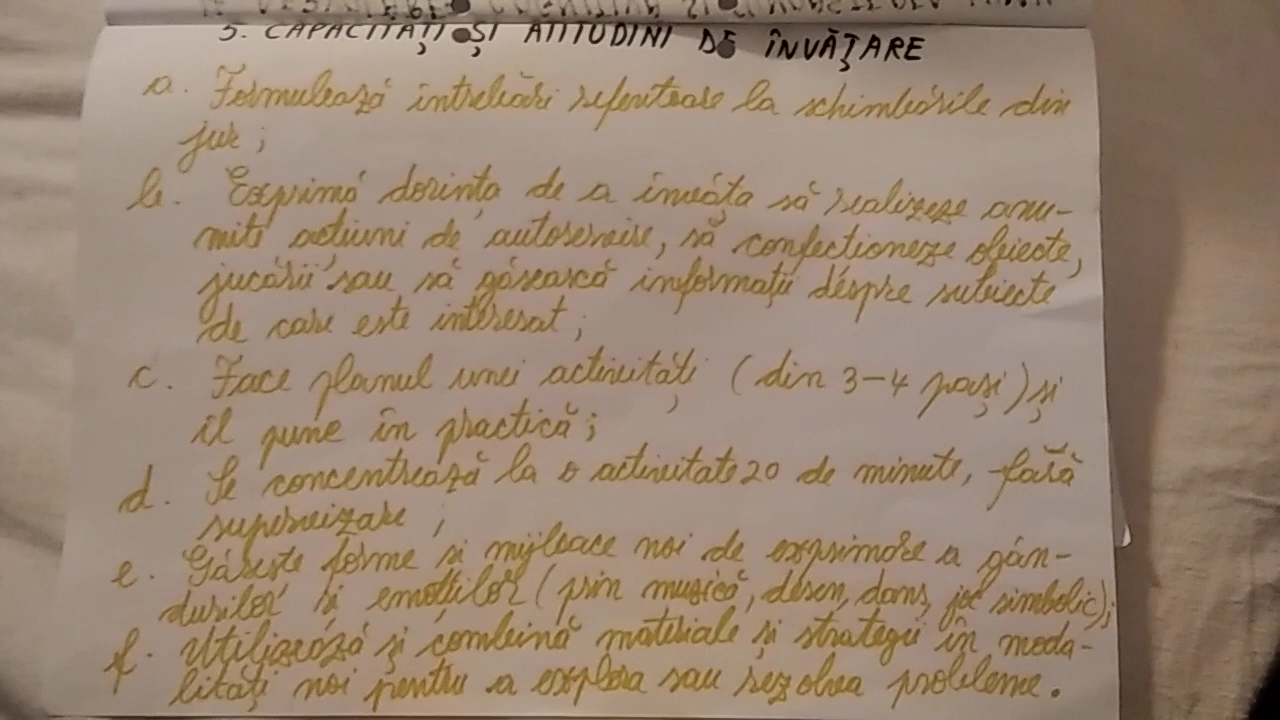 5. CAPACITĂȚI ȘI ATITUDINI DE ÎNVĂȚARE
a. Formulează întrebări referitoare la schimbările din
jur;
b. Exprimă dorința de a învăța să realizeze anu-
mite acțiuni de autoservire, să confecționeze obiecte,
jucării sau să găsească informații despre subiecte
de care este interesat;
c. Face planul unei activități (din 3-4 pași) și
îl pune în practică;
d. Se concentrează la o activitate 20 de minute, fără
supervizare;
e. Găsește forme și mijloace noi de exprimare a gân-
durilor și emoțiilor (prin muzică, desen, dans, joc simbolic);
f. Utilizează și combină materiale și strategii în moda-
lități noi pentru a explora sau rezolva probleme.